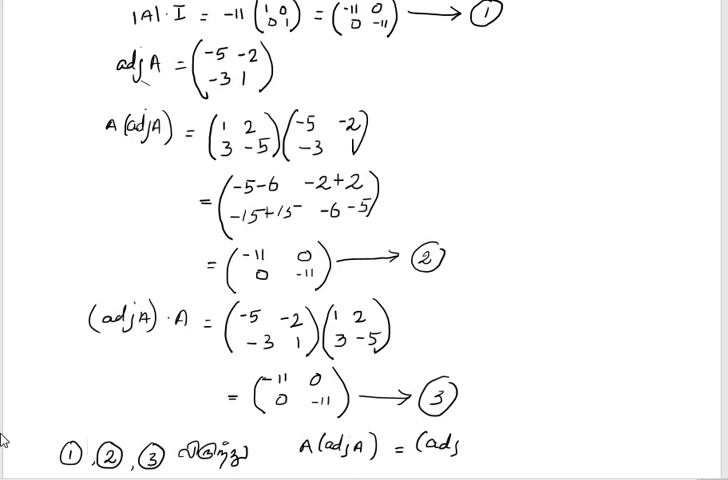 |A|·I = -11 (1 0 0 1) = (-11 0 0 -11) → ①
adjA = (-5 -2 -3 1)
A(adjA) = (1 2 3 -5)(-5 -2 -3 1)
= (-5-6 -2+2 -15+15 -6-5)
= (-11 0 0 -11) → ②
(adjA)·A = (-5 -2 -3 1)(1 2 3 -5)
= (-11 0 0 -11) → ③
①,②,③ A(adjA) = (adj